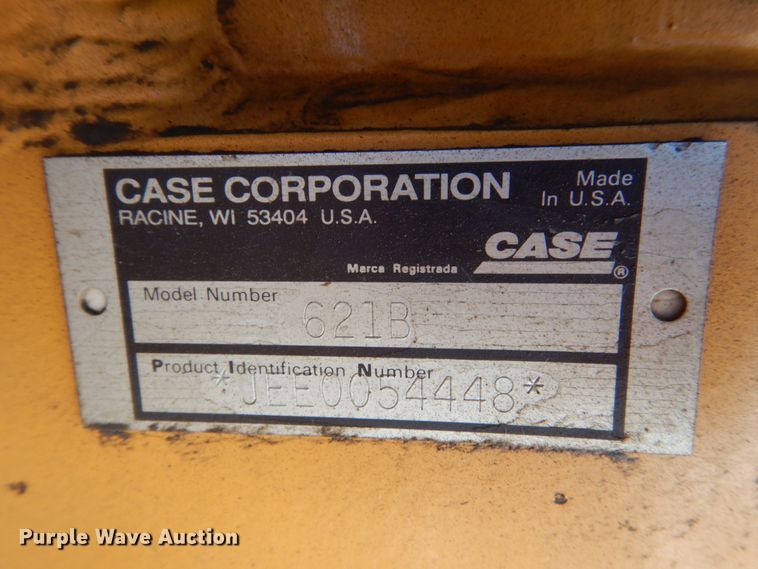 CASE CORPORATION
RACINE, WI 53404 U.S.A.
Made
In U.S.A.
CASE
Marca Registrada ®
Model Number
621B
Product Identification Number
*JEE0054448*
Purple Wave Auction